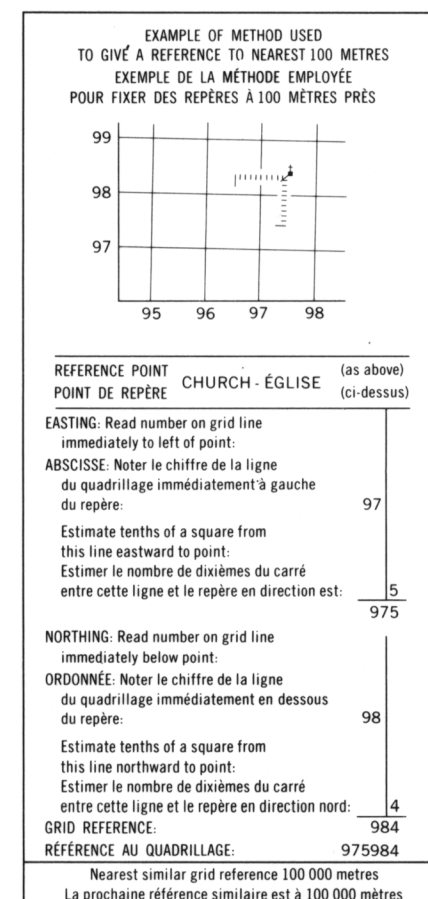 EXAMPLE OF METHOD USED
TO GIVE A REFERENCE TO NEAREST 100 METRES
EXEMPLE DE LA MÉTHODE EMPLOYÉE
POUR FIXER DES REPÈRES À 100 MÈTRES PRÈS
99
98
97
95 96 97 98
REFERENCE POINT
POINT DE REPÈRE
CHURCH - ÉGLISE
(as above)
(ci-dessus)
EASTING: Read number on grid line
immediately to left of point:
ABSCISSE: Noter le chiffre de la ligne
du quadrillage immédiatement à gauche
du repère: 97
Estimate tenths of a square from
this line eastward to point:
Estimer le nombre de dixièmes du carré
entre cette ligne et le repère en direction est: 5
975
NORTHING: Read number on grid line
immediately below point:
ORDONNÉE: Noter le chiffre de la ligne
du quadrillage immédiatement en dessous
du repère: 98
Estimate tenths of a square from
this line northward to point:
Estimer le nombre de dixièmes du carré
entre cette ligne et le repère en direction nord: 4
GRID REFERENCE: 984
RÉFÉRENCE AU QUADRILLAGE: 975984
Nearest similar grid reference 100 000 metres
La prochaine référence similaire est à 100 000 mètres